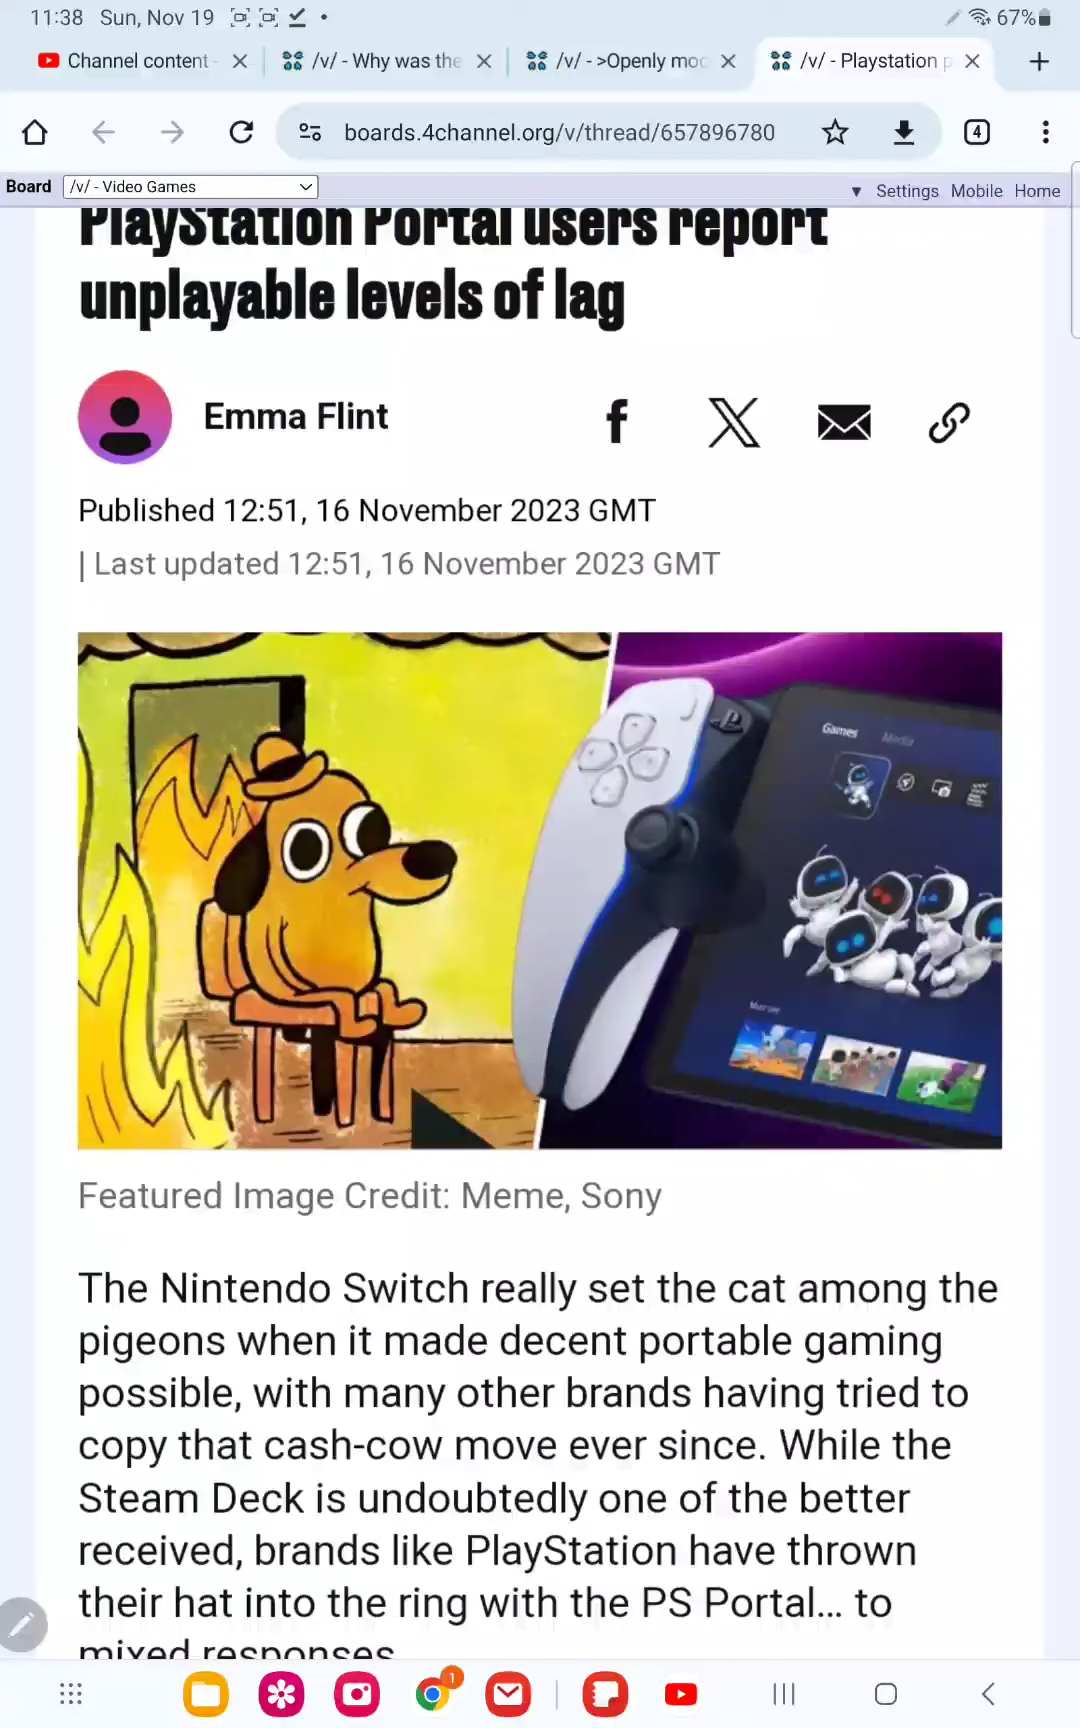 11:38 Sun, Nov 19
67%
Channel content
/v/ - Why was the
/v/ - >Openly moc
/v/ - Playstation p
boards.4channel.org/v/thread/657896780
4
Board
/v/ - Video Games
▼ Settings Mobile Home
PlayStation Portal users report
unplayable levels of lag
Emma Flint
Published 12:51, 16 November 2023 GMT
| Last updated 12:51, 16 November 2023 GMT
Games Media
Featured Image Credit: Meme, Sony
The Nintendo Switch really set the cat among the
pigeons when it made decent portable gaming
possible, with many other brands having tried to
copy that cash-cow move ever since. While the
Steam Deck is undoubtedly one of the better
received, brands like PlayStation have thrown
their hat into the ring with the PS Portal... to
mixed responses
1